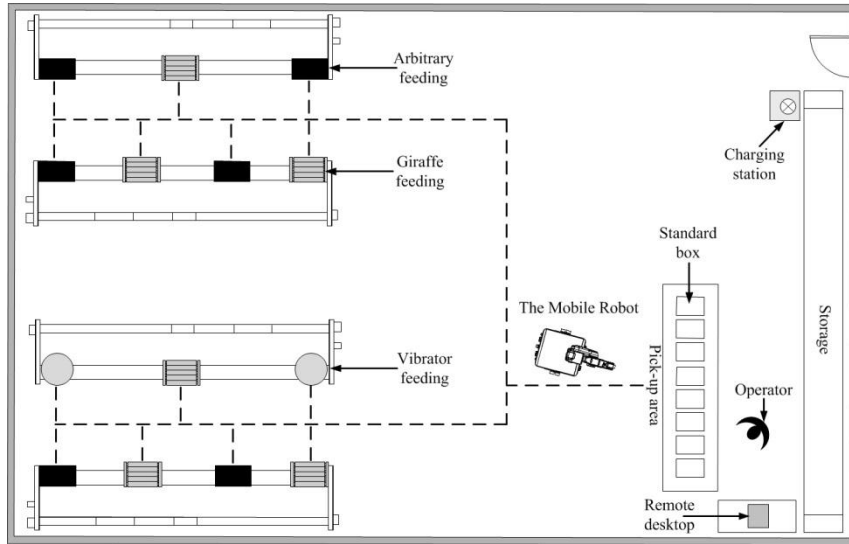 Arbitrary
feeding
Giraffe
feeding
Charging
station
Standard
box
The Mobile Robot
Storage
Pick-up area
Vibrator
feeding
Operator
Remote
desktop